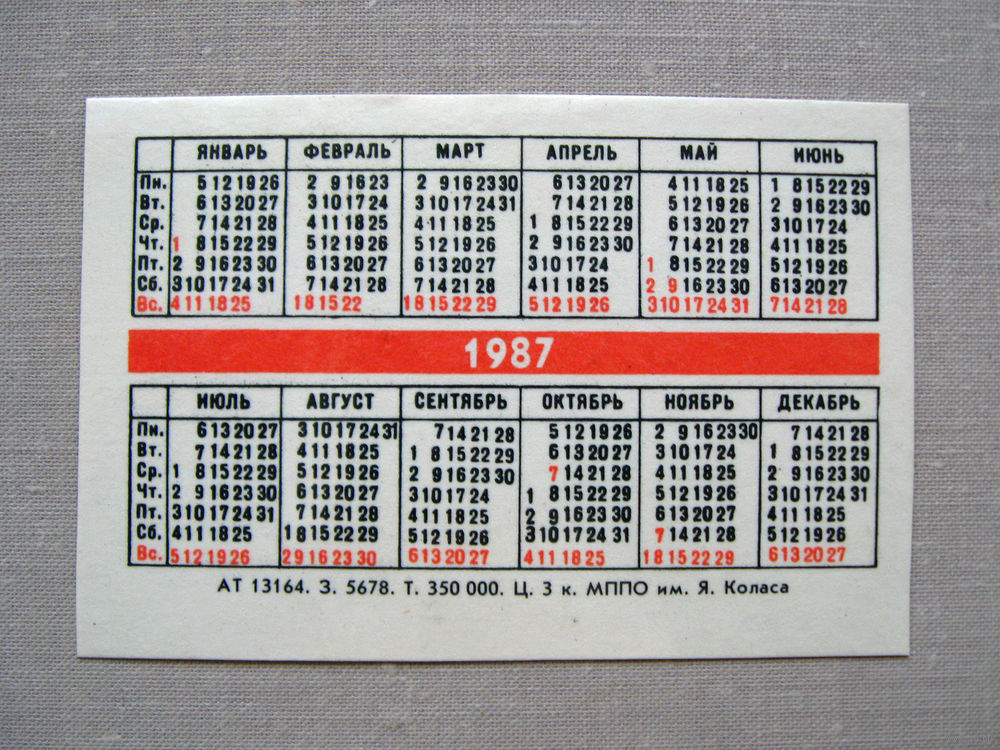 ЯНВАРЬ ФЕВРАЛЬ МАРТ АПРЕЛЬ МАЙ ИЮНЬ
Пн. 5 12 19 26 2 9 16 23 2 9 16 23 30 6 13 20 27 4 11 18 25 1 8 15 22 29
Вт. 6 13 20 27 3 10 17 24 3 10 17 24 31 7 14 21 28 5 12 19 26 2 9 16 23 30
Ср. 7 14 21 28 4 11 18 25 4 11 18 25 1 8 15 22 29 6 13 20 27 3 10 17 24
Чт. 1 8 15 22 29 5 12 19 26 5 12 19 26 2 9 16 23 30 7 14 21 28 4 11 18 25
Пт. 2 9 16 23 30 6 13 20 27 6 13 20 27 3 10 17 24 1 8 15 22 29 5 12 19 26
Сб. 3 10 17 24 31 7 14 21 28 7 14 21 28 4 11 18 25 2 9 16 23 30 6 13 20 27
Вс. 4 11 18 25 1 8 15 22 1 8 15 22 29 5 12 19 26 3 10 17 24 31 7 14 21 28
1987
ИЮЛЬ АВГУСТ СЕНТЯБРЬ ОКТЯБРЬ НОЯБРЬ ДЕКАБРЬ
Пн. 6 13 20 27 3 10 17 24 31 7 14 21 28 5 12 19 26 2 9 16 23 30 7 14 21 28
Вт. 7 14 21 28 4 11 18 25 1 8 15 22 29 6 13 20 27 3 10 17 24 1 8 15 22 29
Ср. 1 8 15 22 29 5 12 19 26 2 9 16 23 30 7 14 21 28 4 11 18 25 2 9 16 23 30
Чт. 2 9 16 23 30 6 13 20 27 3 10 17 24 1 8 15 22 29 5 12 19 26 3 10 17 24 31
Пт. 3 10 17 24 31 7 14 21 28 4 11 18 25 2 9 16 23 30 6 13 20 27 4 11 18 25
Сб. 4 11 18 25 1 8 15 22 29 5 12 19 26 3 10 17 24 31 7 14 21 28 5 12 19 26
Вс. 5 12 19 26 2 9 16 23 30 6 13 20 27 4 11 18 25 1 8 15 22 29 6 13 20 27
АТ 13164. З. 5678. Т. 350 000. Ц. 3 к. МППО им. Я. Коласа